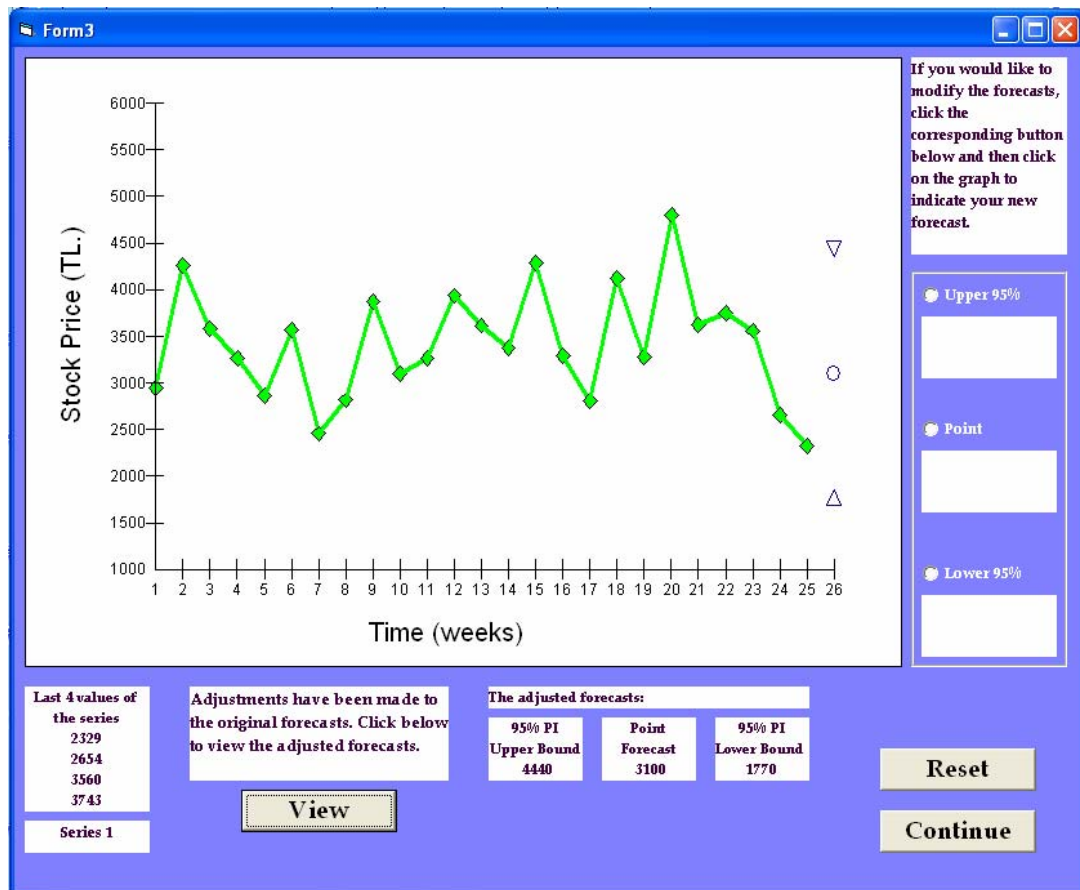 Form3
If you would like to
modify the forecasts,
click the
corresponding button
below and then click
on the graph to
indicate your new
forecast.
6000
5500
5000
4500
4000
3500
3000
2500
2000
1500
1000
Stock Price (TL.)
1 2 3 4 5 6 7 8 9 10 11 12 13 14 15 16 17 18 19 20 21 22 23 24 25 26
Time (weeks)
Upper 95%
Point
Lower 95%
Last 4 values of
the series
2329
2654
3560
3743
Series 1
Adjustments have been made to
the original forecasts. Click below
to view the adjusted forecasts.
View
The adjusted forecasts:
95% PI
Upper Bound
4440
Point
Forecast
3100
95% PI
Lower Bound
1770
Reset
Continue